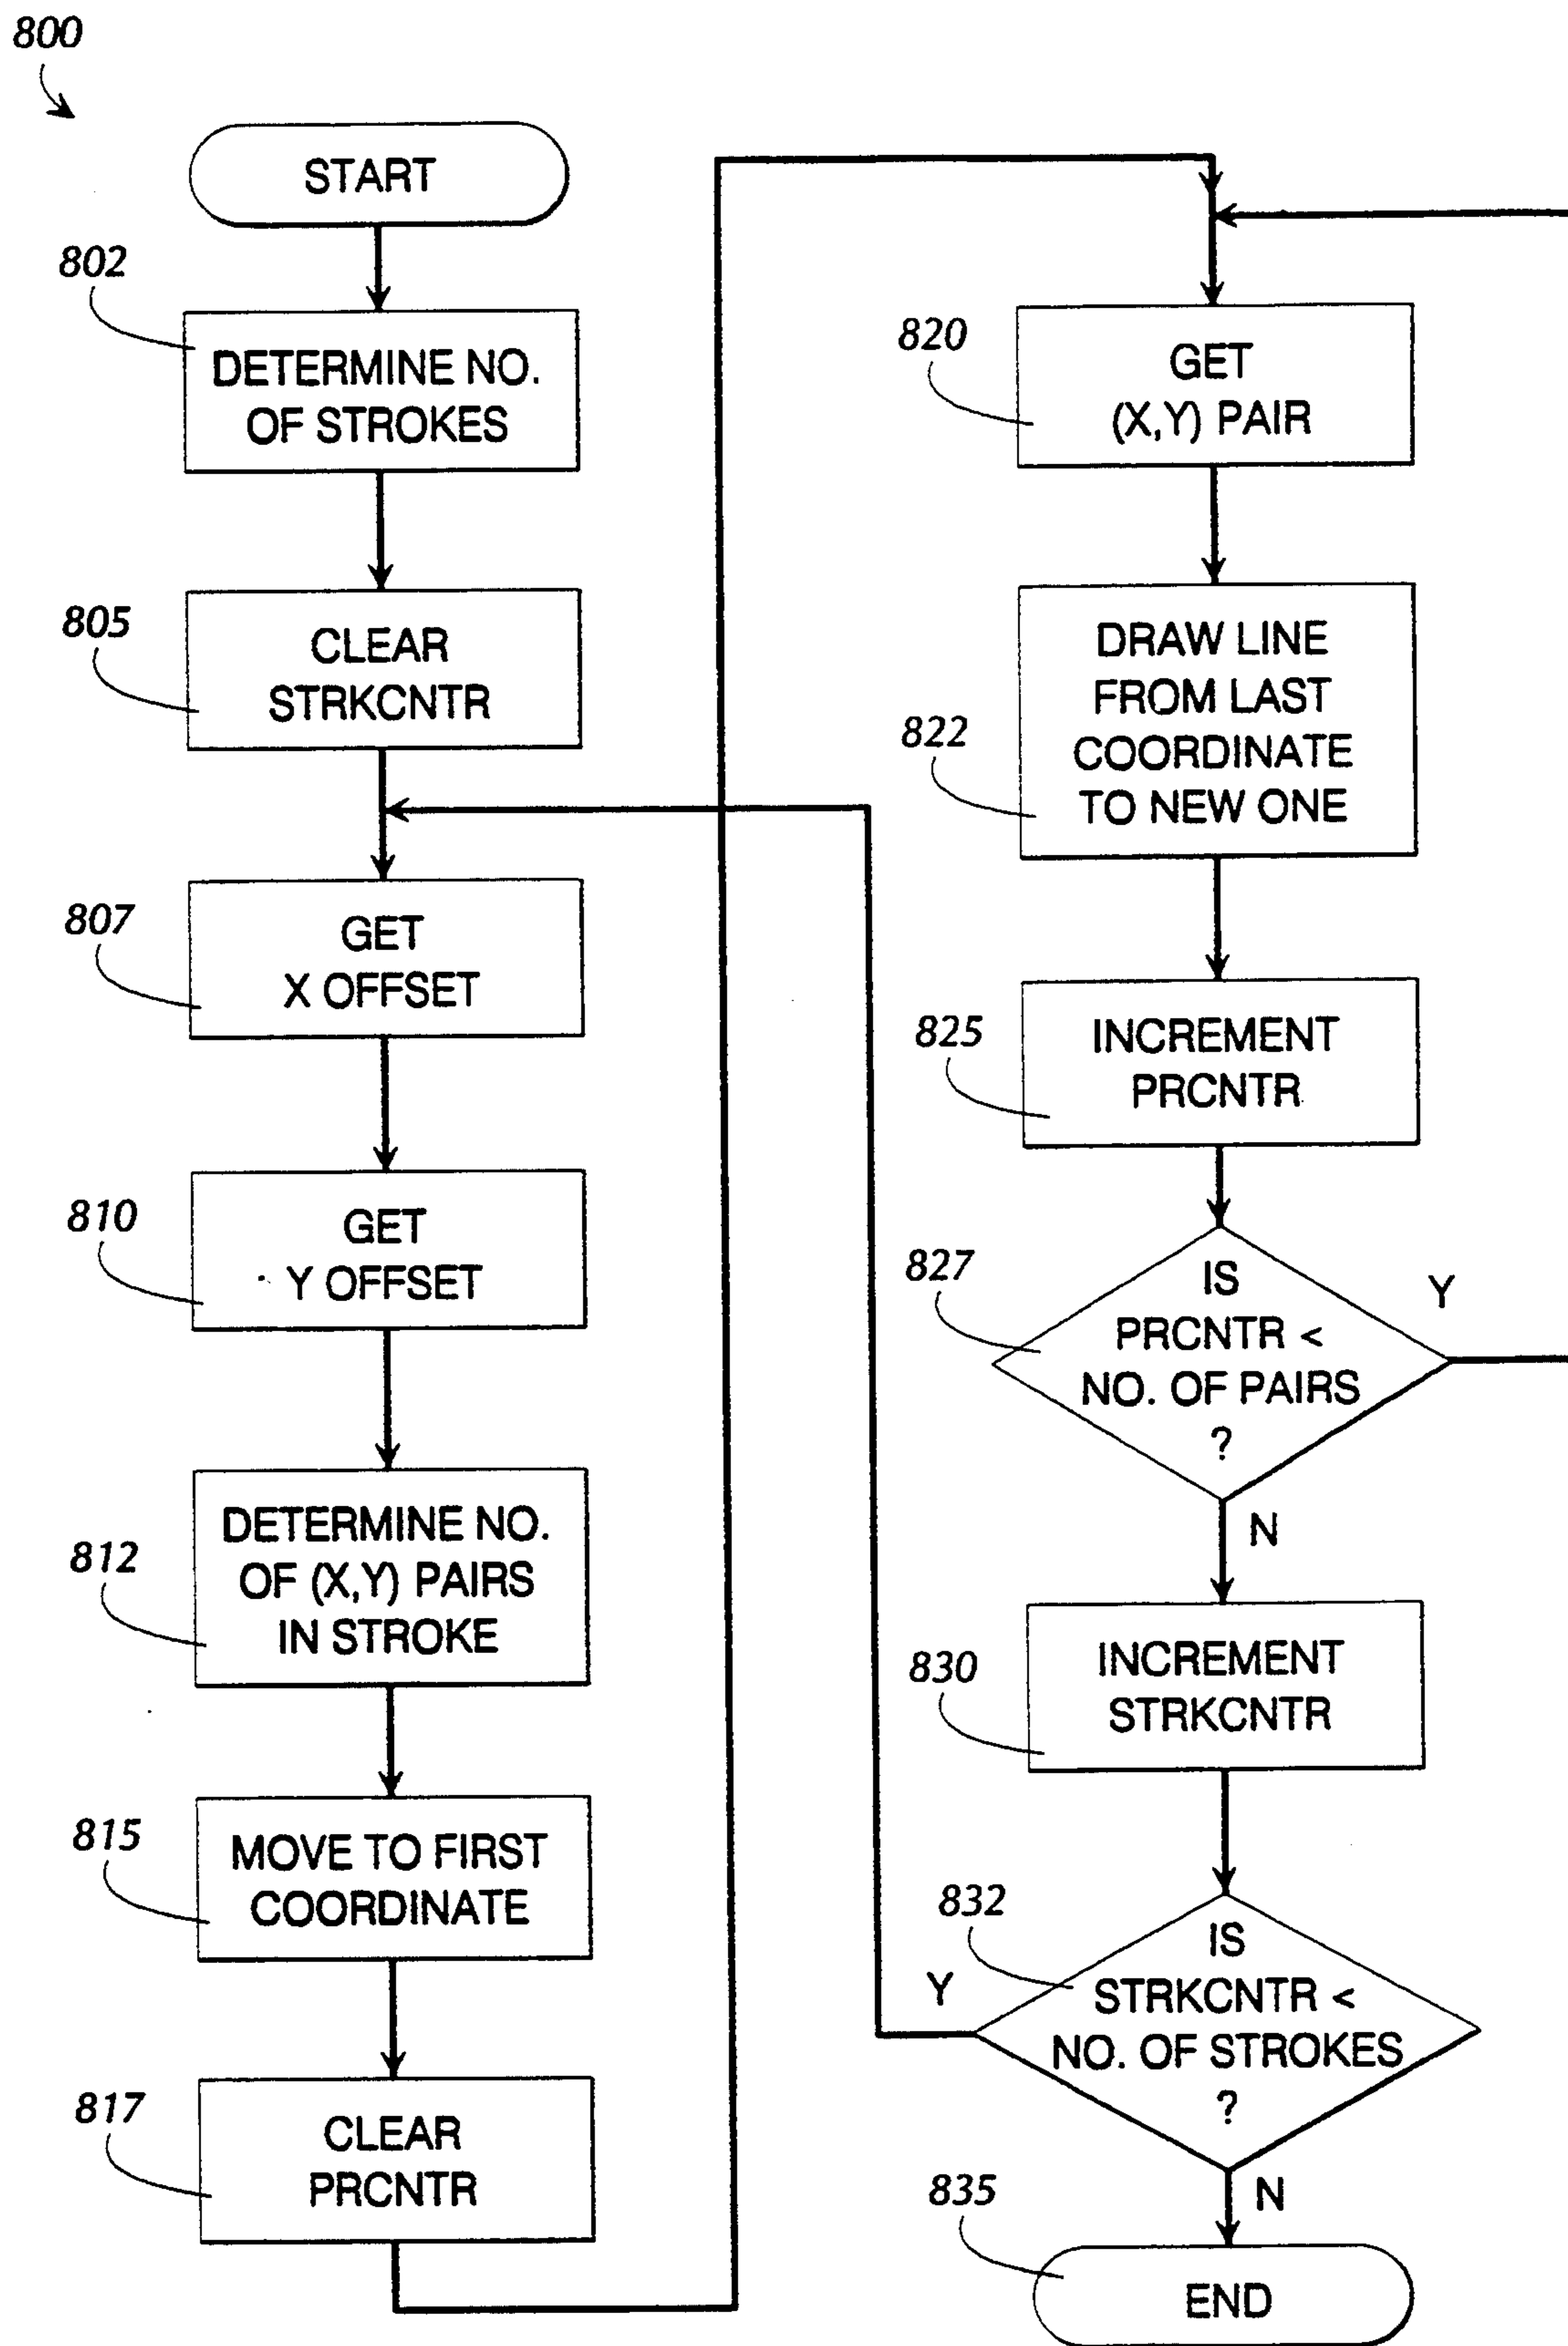 800
START
802
DETERMINE NO.
OF STROKES
805
CLEAR
STRKCNTR
807
GET
X OFFSET
810
GET
Y OFFSET
812
DETERMINE NO.
OF (X,Y) PAIRS
IN STROKE
815
MOVE TO FIRST
COORDINATE
817
CLEAR
PRCNTR
820
GET
(X,Y) PAIR
822
DRAW LINE
FROM LAST
COORDINATE
TO NEW ONE
825
INCREMENT
PRCNTR
827
IS
PRCNTR <
NO. OF PAIRS
?
Y
N
830
INCREMENT
STRKCNTR
832
IS
STRKCNTR <
NO. OF STROKES
?
Y
N
835
END